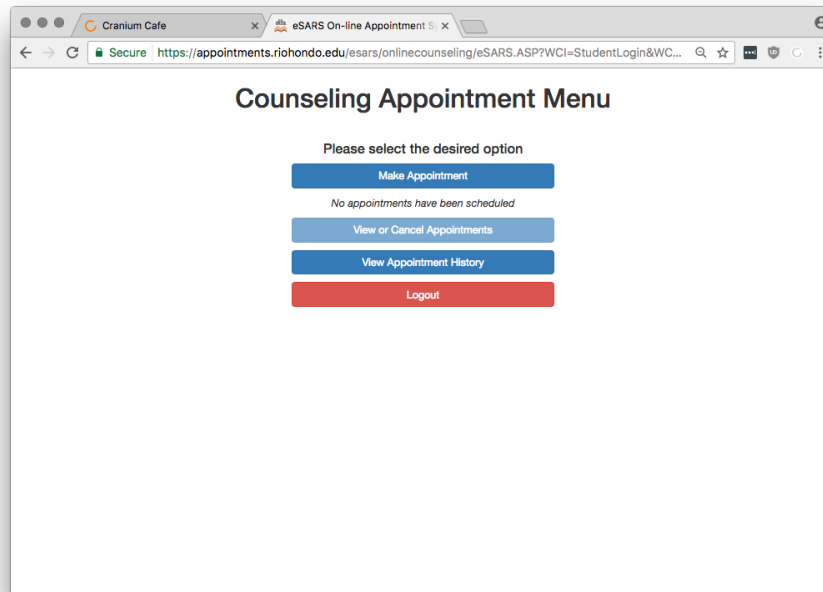 Cranium Cafe
eSARS On-line Appointment S
Secure https://appointments.riohondo.edu/esars/onlinecounseling/eSARS.ASP?WCI=StudentLogin&WC...
Counseling Appointment Menu
Please select the desired option
Make Appointment
No appointments have been scheduled
View or Cancel Appointments
View Appointment History
Logout